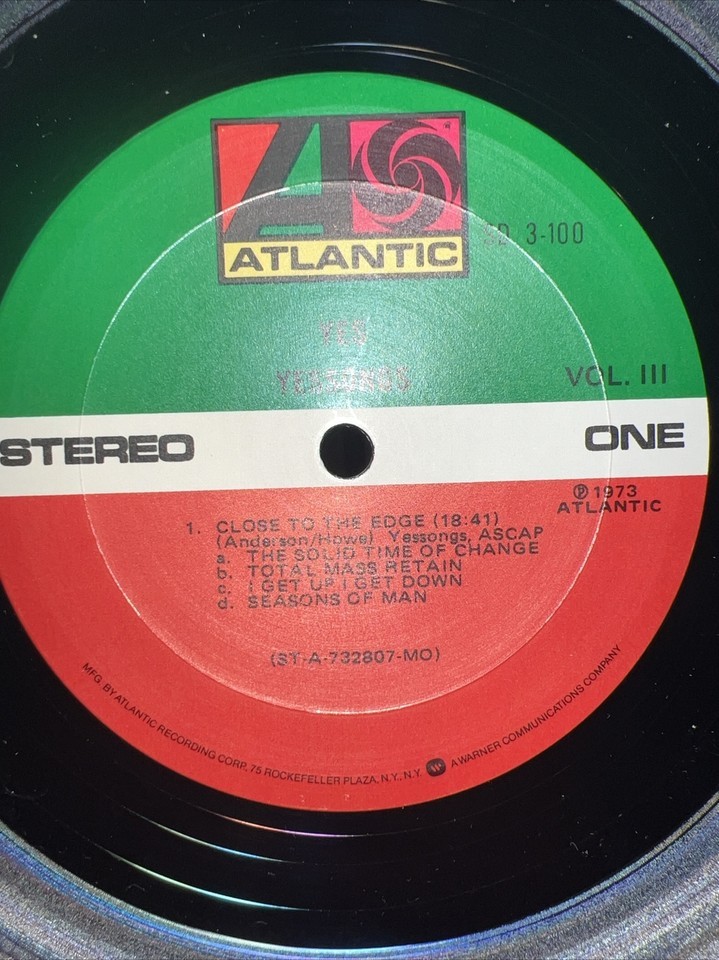 ATLANTIC
SD 3-100
YES
YESSONGS
VOL. III
STEREO
ONE
℗ 1973
ATLANTIC
1. CLOSE TO THE EDGE (18:41)
(Anderson/Howe) Yessongs, ASCAP
a. THE SOLID TIME OF CHANGE
b. TOTAL MASS RETAIN
c. I GET UP I GET DOWN
d. SEASONS OF MAN
(ST-A-732807-MO)
MFG. BY ATLANTIC RECORDING CORP., 75 ROCKEFELLER PLAZA, N.Y., N.Y. A WARNER COMMUNICATIONS COMPANY